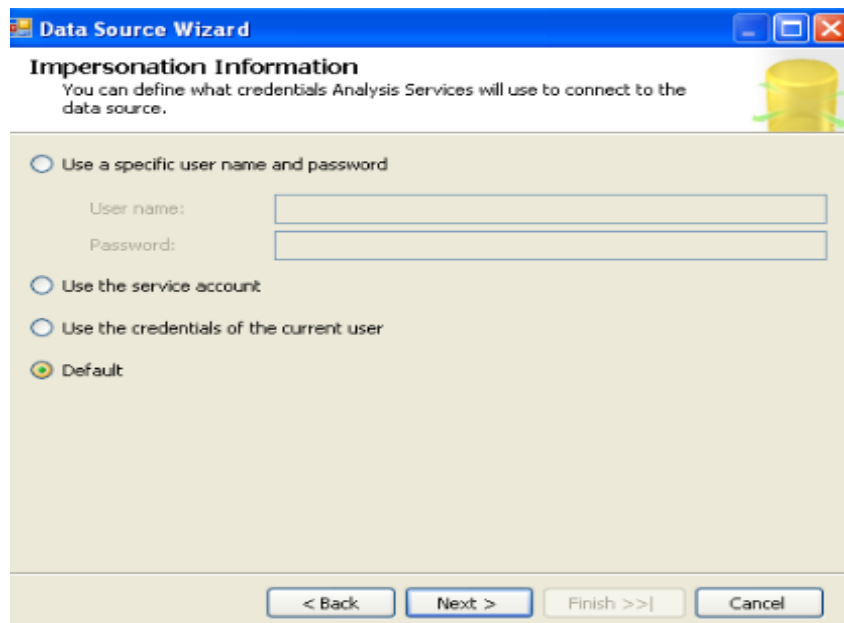 Data Source Wizard
Impersonation Information
You can define what credentials Analysis Services will use to connect to the
data source.
Use a specific user name and password
User name:
Password:
Use the service account
Use the credentials of the current user
Default
< Back
Next >
Finish >>|
Cancel